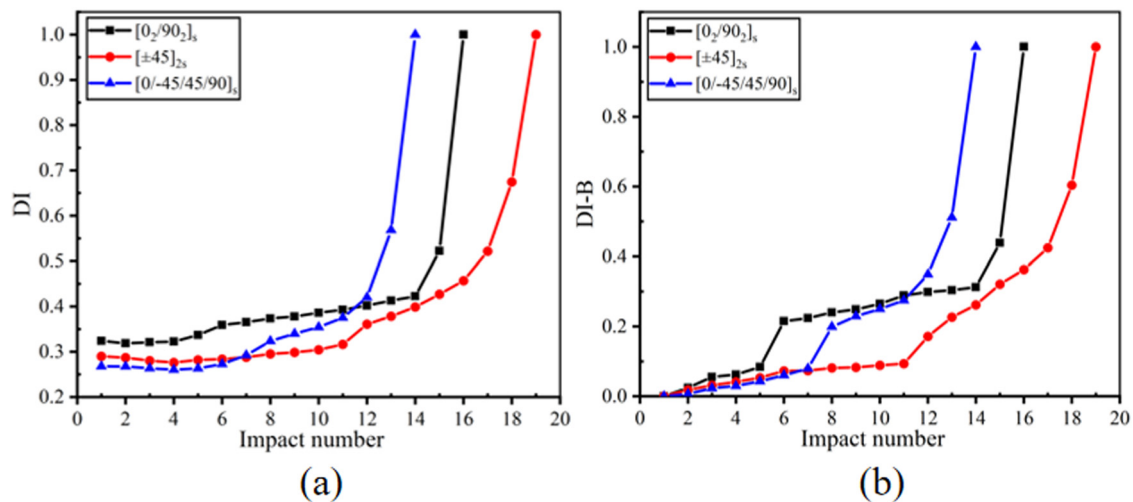 1.0
0.9
0.8
0.7
0.6
0.5
0.4
0.3
0.2
DI
[0₂/90₂]ₛ
[±45]₂ₛ
[0/-45/45/90]ₛ
0 2 4 6 8 10 12 14 16 18 20
Impact number
(a)
1.0
0.8
0.6
0.4
0.2
0.0
DI-B
[0₂/90₂]ₛ
[±45]₂ₛ
[0/-45/45/90]ₛ
0 2 4 6 8 10 12 14 16 18 20
Impact number
(b)